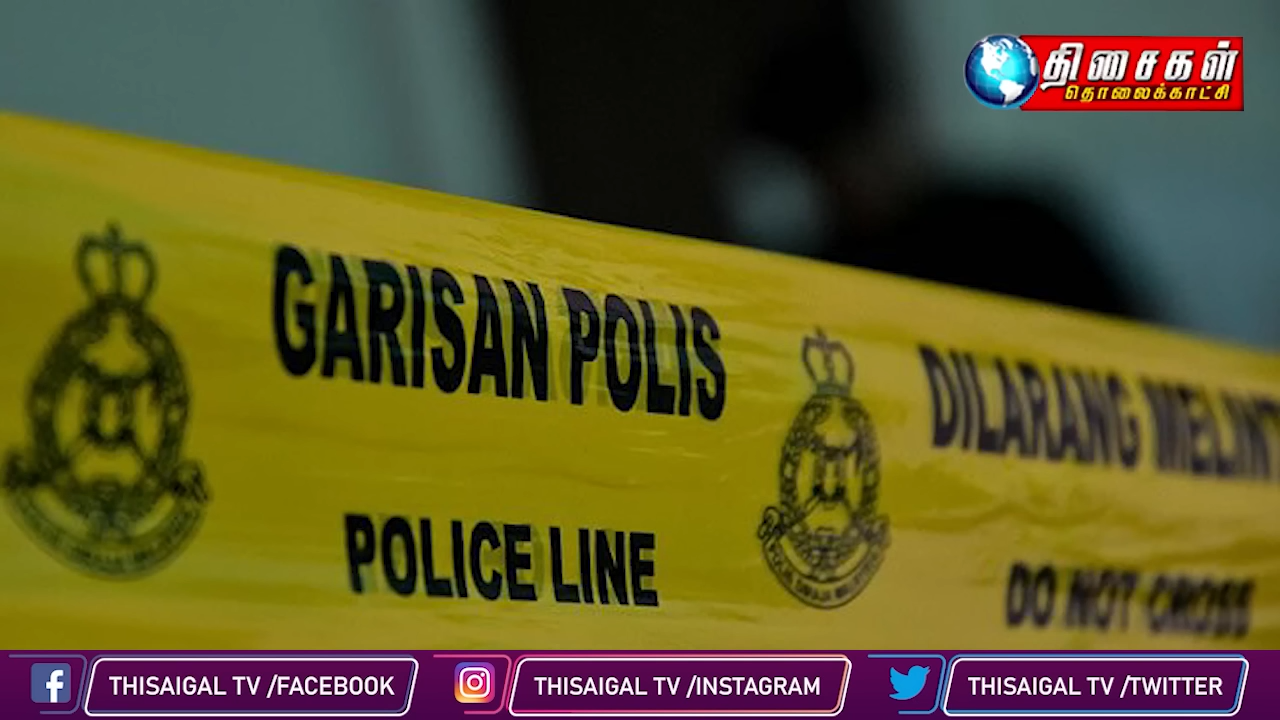 திசைகள்
தொலைக்காட்சி
GARISAN POLIS
POLICE LINE
DILARANG
DO NOT CROSS
THISAIGAL TV /FACEBOOK
THISAIGAL TV /INSTAGRAM
THISAIGAL TV /TWITTER